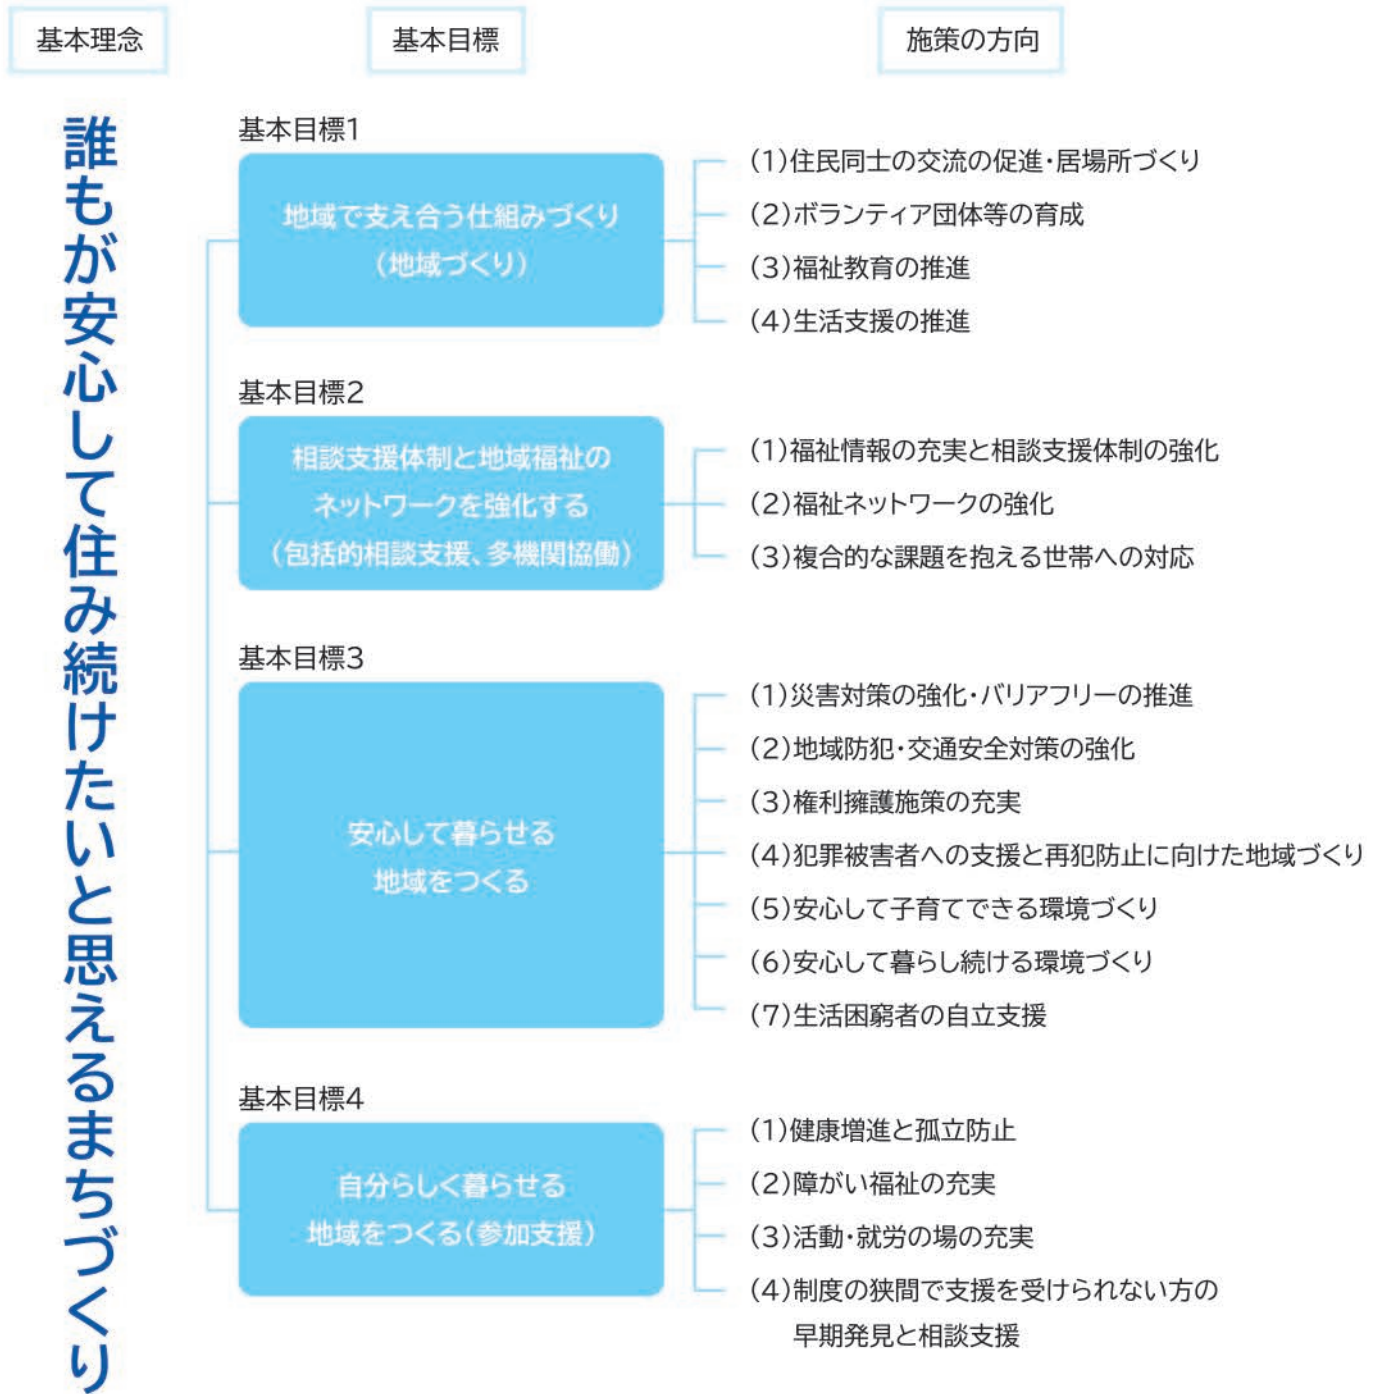 基本理念
基本目標
施策の方向
誰もが安心して住み続けたいと思えるまちづくり
基本目標1
地域で支え合う仕組みづくり
(地域づくり)
(1)住民同士の交流の促進・居場所づくり
(2)ボランティア団体等の育成
(3)福祉教育の推進
(4)生活支援の推進
基本目標2
相談支援体制と地域福祉の
ネットワークを強化する
(包括的相談支援、多機関協働)
(1)福祉情報の充実と相談支援体制の強化
(2)福祉ネットワークの強化
(3)複合的な課題を抱える世帯への対応
基本目標3
安心して暮らせる
地域をつくる
(1)災害対策の強化・バリアフリーの推進
(2)地域防犯・交通安全対策の強化
(3)権利擁護施策の充実
(4)犯罪被害者への支援と再犯防止に向けた地域づくり
(5)安心して子育てできる環境づくり
(6)安心して暮らし続ける環境づくり
(7)生活困窮者の自立支援
基本目標4
自分らしく暮らせる
地域をつくる(参加支援)
(1)健康増進と孤立防止
(2)障がい福祉の充実
(3)活動・就労の場の充実
(4)制度の狭間で支援を受けられない方の
早期発見と相談支援